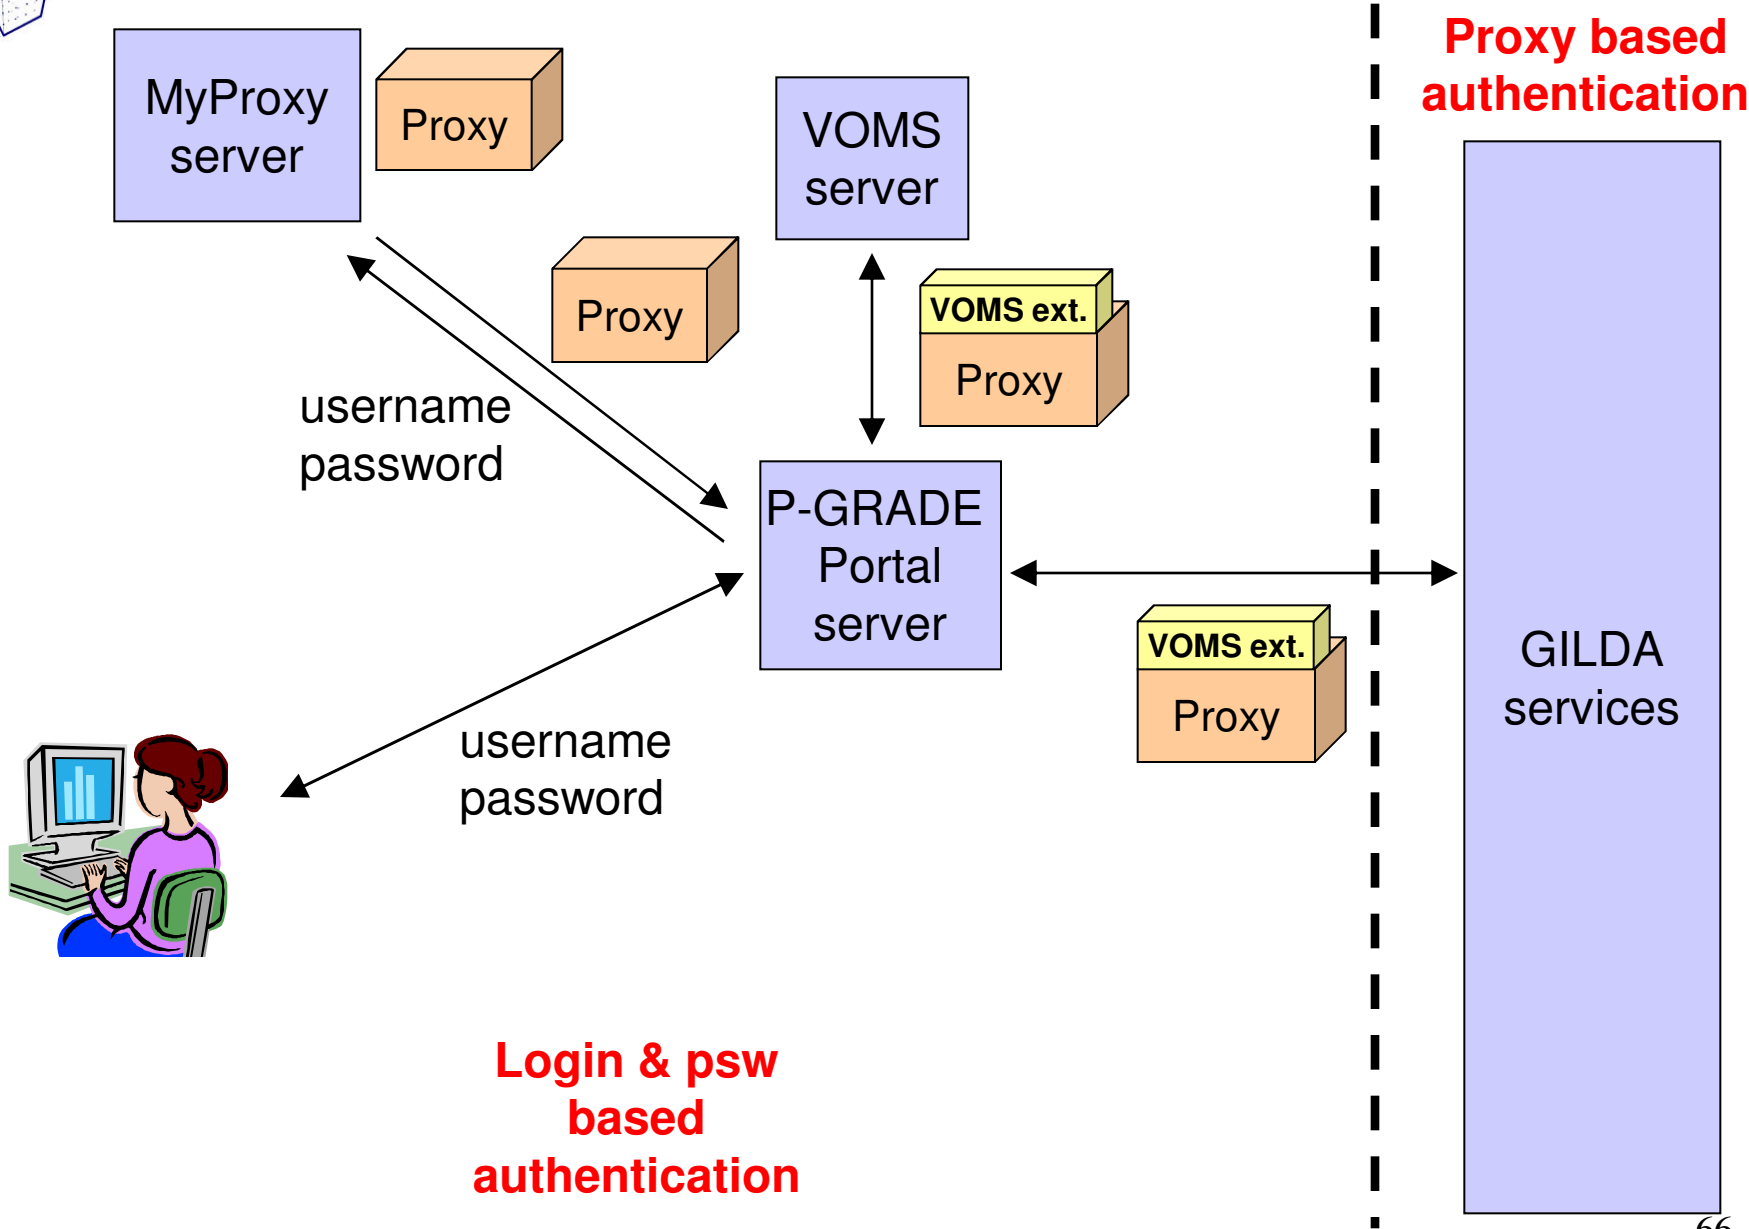 Proxy based
authentication
MyProxy
server
Proxy
VOMS
server
Proxy
VOMS ext.
Proxy
username
password
P-GRADE
Portal
server
VOMS ext.
Proxy
GILDA
services
username
password
Login & psw
based
authentication
66